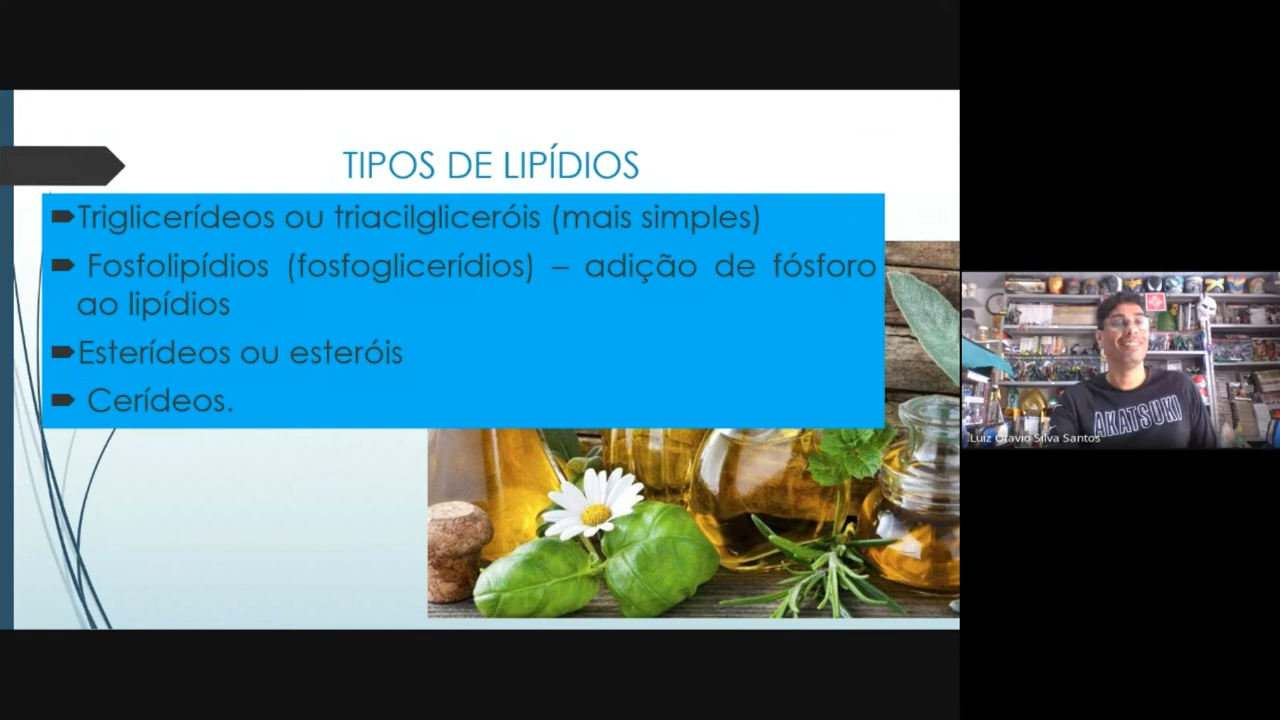 TIPOS DE LIPÍDIOS
Triglicerídeos ou triacilgliceróis (mais simples)
Fosfolipídios (fosfoglicerídios) – adição de fósforo
ao lipídios
Esterídeos ou esteróis
Cerídeos.
AKATSUKI
Luiz Otavio Silva Santos